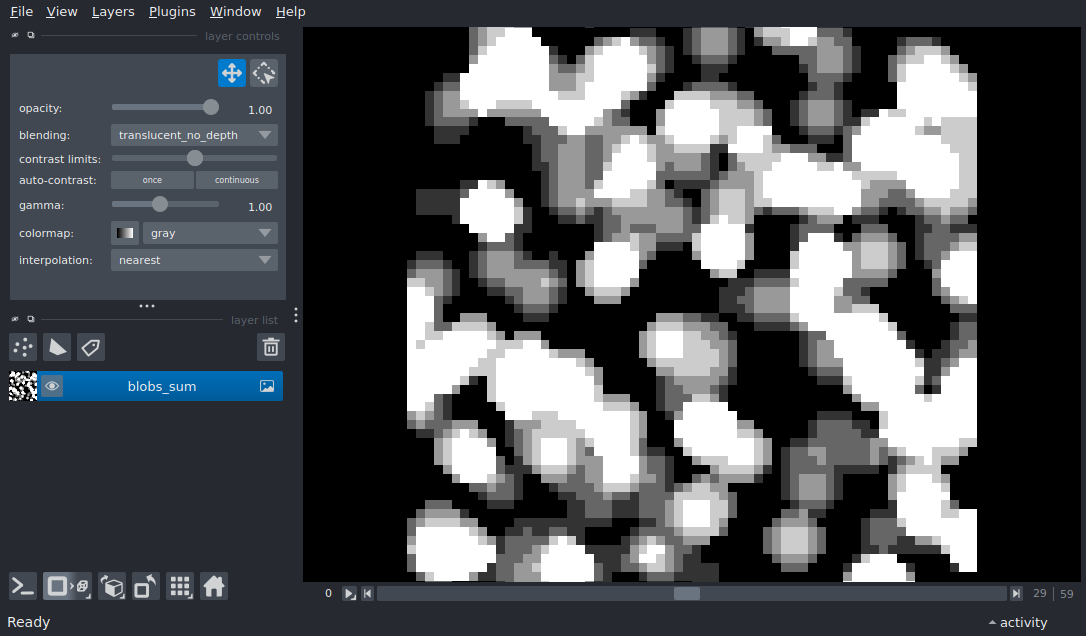 File View Layers Plugins Window Help
layer controls
opacity: 1.00
blending: translucent_no_depth
contrast limits:
auto-contrast: once continuous
gamma: 1.00
colormap: gray
interpolation: nearest
layer list
blobs_sum
0 29 59
Ready activity